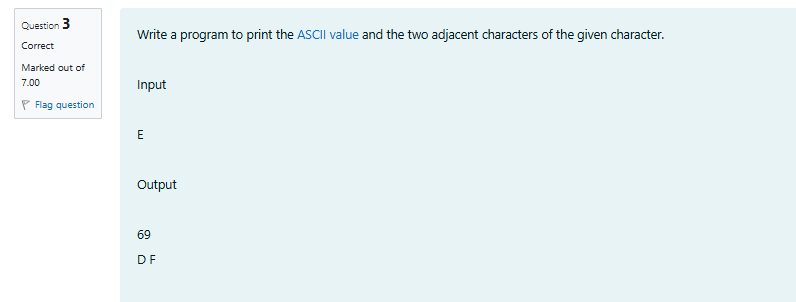 Question 3
Correct
Marked out of
7.00
Flag question
Write a program to print the ASCII value and the two adjacent characters of the given character.
Input
E
Output
69
D F